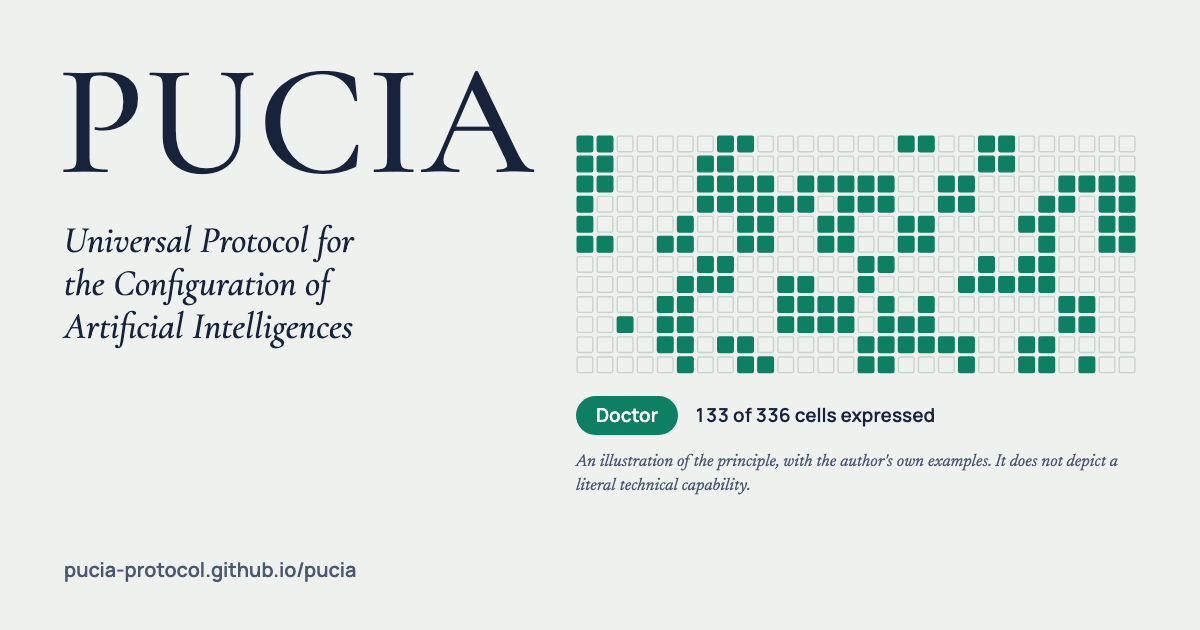 PUCIA
Universal Protocol for
the Configuration of
Artificial Intelligences
Doctor
133 of 336 cells expressed
An illustration of the principle, with the author's own examples. It does not depict a
literal technical capability.
pucia-protocol.github.io/pucia